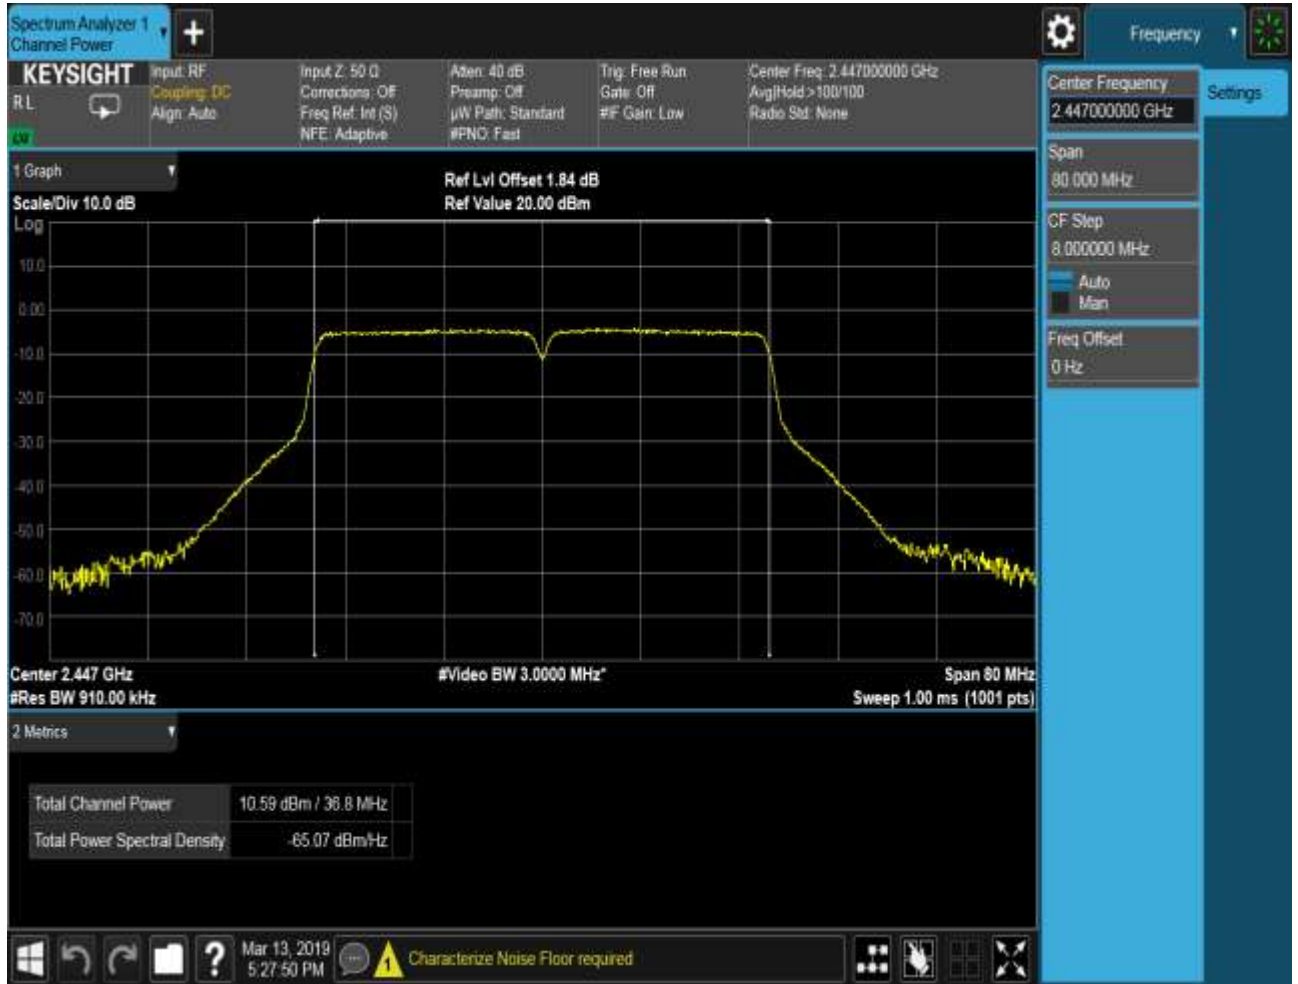 Spectrum Analyzer 1
Channel Power
+
Frequency
KEYSIGHT
RL
Input: RF
Coupling: DC
Align: Auto
Input Z: 50 Ω
Corrections: Off
Freq Ref: Int (S)
NFE: Adaptive
Atten: 40 dB
Preamp: Off
µW Path: Standard
#PNO: Fast
Trig: Free Run
Gate: Off
#IF Gain: Low
Center Freq: 2.447000000 GHz
Avg|Hold:>100/100
Radio Std: None
Center Frequency
2.447000000 GHz
Settings
Span
80.000 MHz
CF Step
8.000000 MHz
Auto
Man
Freq Offset
0 Hz
1 Graph
Scale/Div 10.0 dB
Ref Lvl Offset 1.84 dB
Ref Value 20.00 dBm
Log
10.0
0.00
-10.0
-20.0
-30.0
-40.0
-50.0
-60.0
-70.0
Center 2.447 GHz
#Video BW 3.0000 MHz*
Span 80 MHz
#Res BW 910.00 kHz
Sweep 1.00 ms (1001 pts)
2 Metrics
Total Channel Power 10.59 dBm / 36.8 MHz
Total Power Spectral Density -65.07 dBm/Hz
?
Mar 13, 2019
5:27:50 PM
1
Characterize Noise Floor required